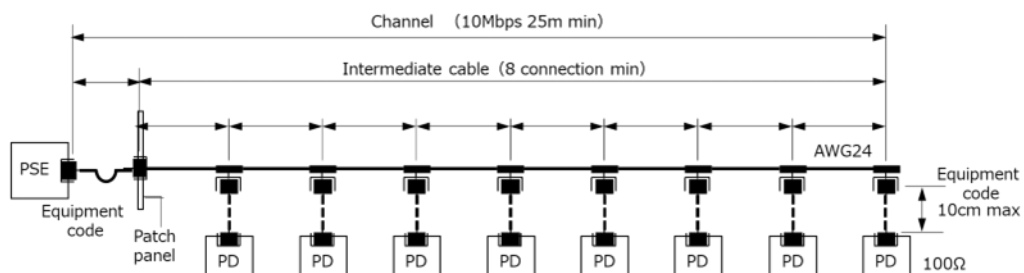 Channel （10Mbps 25m min）
Intermediate cable（8 connection min）
AWG24
PSE
Equipment
code
10cm max
Equipment
code
Patch
panel
PD PD PD PD PD PD PD PD 100Ω